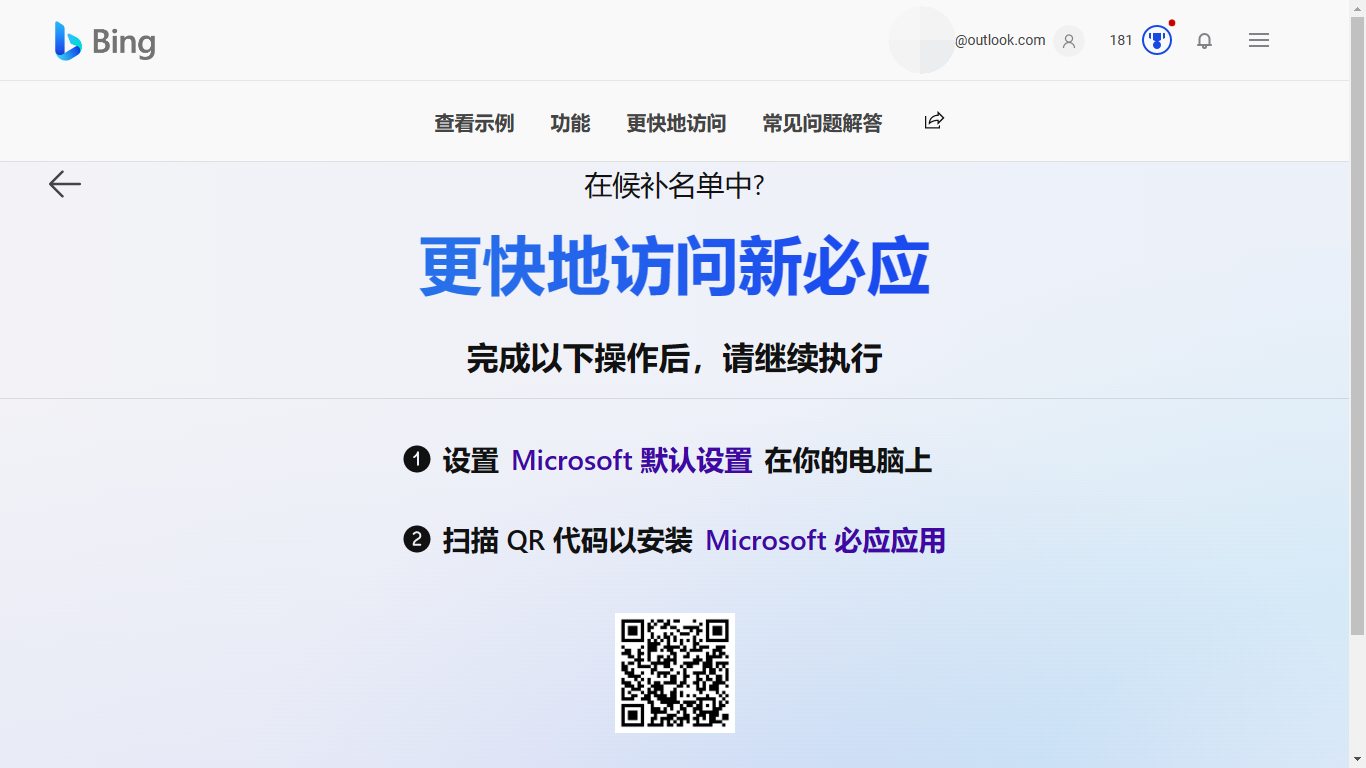 Bing
@outlook.com
181
查看示例 功能 更快地访问 常见问题解答
在候补名单中?
更快地访问新必应
完成以下操作后，请继续执行
1 设置 Microsoft 默认设置 在你的电脑上
2 扫描 QR 代码以安装 Microsoft 必应应用